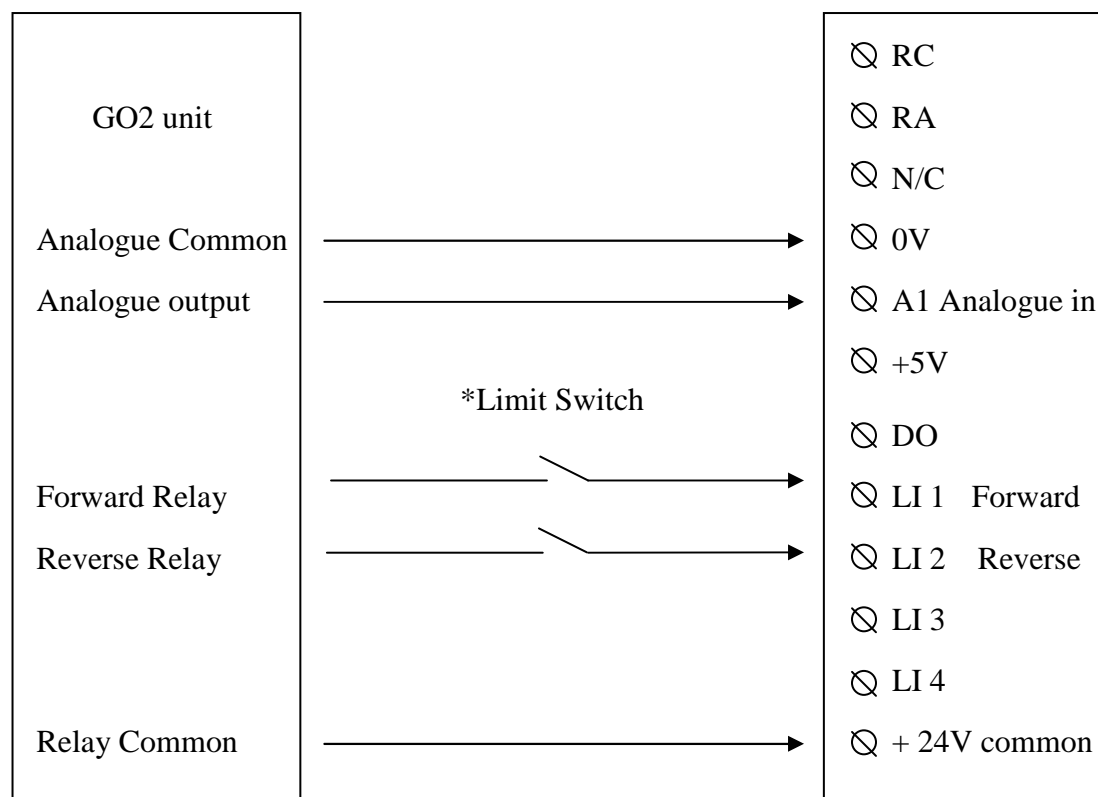 RC
GO2 unit
RA
N/C
Analogue Common
0V
Analogue output
A1 Analogue in
+5V
*Limit Switch
DO
Forward Relay
LI 1 Forward
Reverse Relay
LI 2 Reverse
LI 3
LI 4
Relay Common
+ 24V common